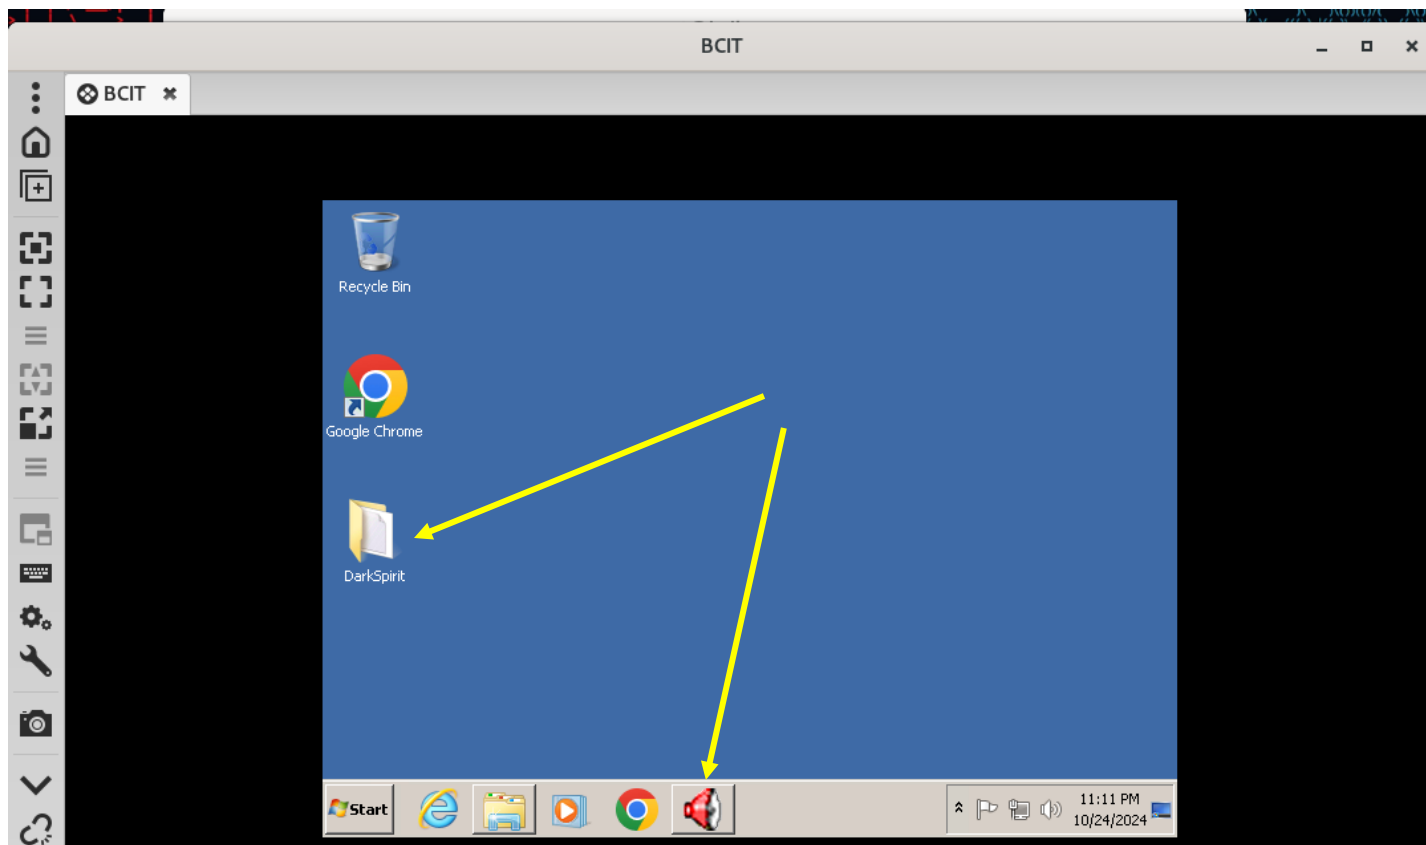 BCIT
BCIT
Recycle Bin
Google Chrome
DarkSpirit
Start
11:11 PM
10/24/2024